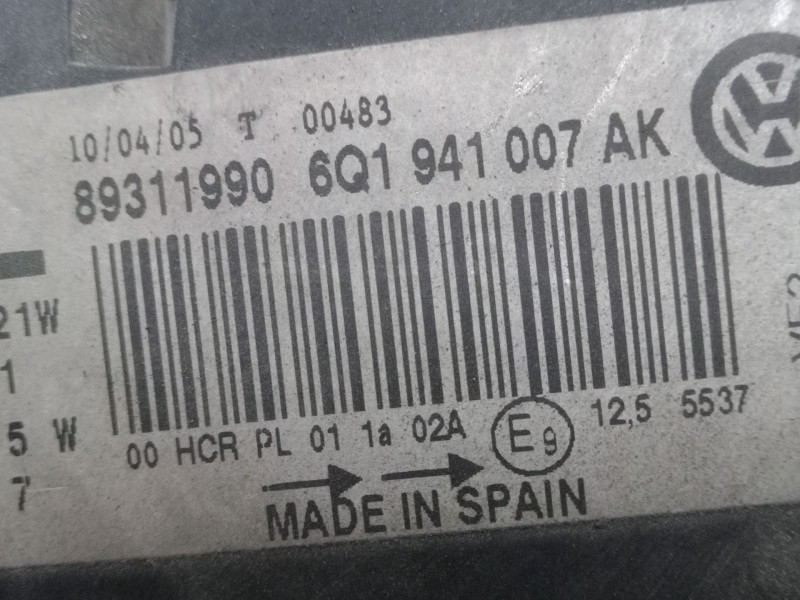 10/04/05 T 00483
89311990 6Q1 941 007 AK
21W
1
5 W
7
00 HCR PL 01 1a 02A E9 12,5 5537
MADE IN SPAIN